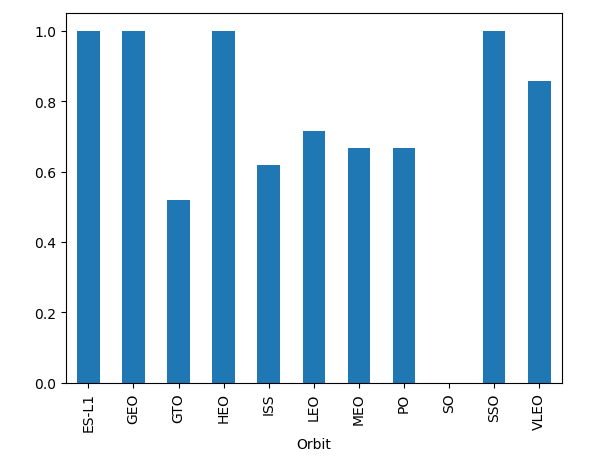 1.0
0.8
0.6
0.4
0.2
0.0
ES-L1
GEO
GTO
HEO
ISS
LEO
MEO
PO
SO
SSO
VLEO
Orbit